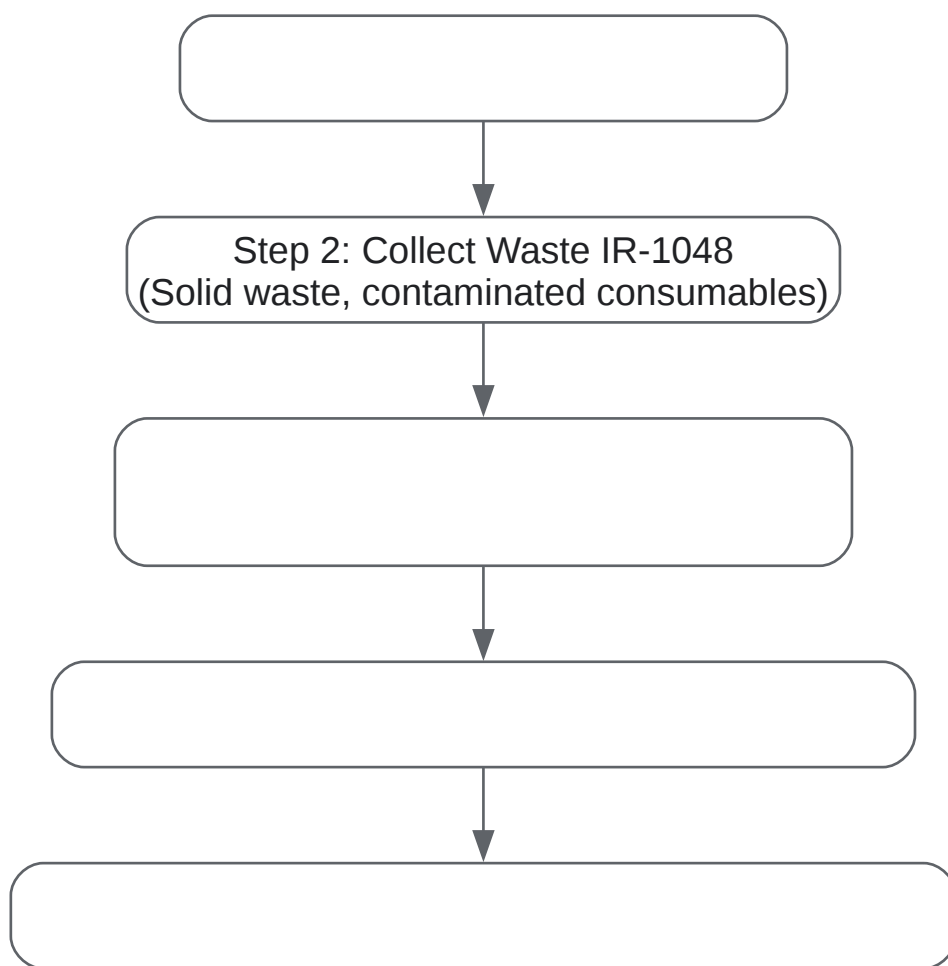 Step 2: Collect Waste IR-1048
(Solid waste, contaminated consumables)